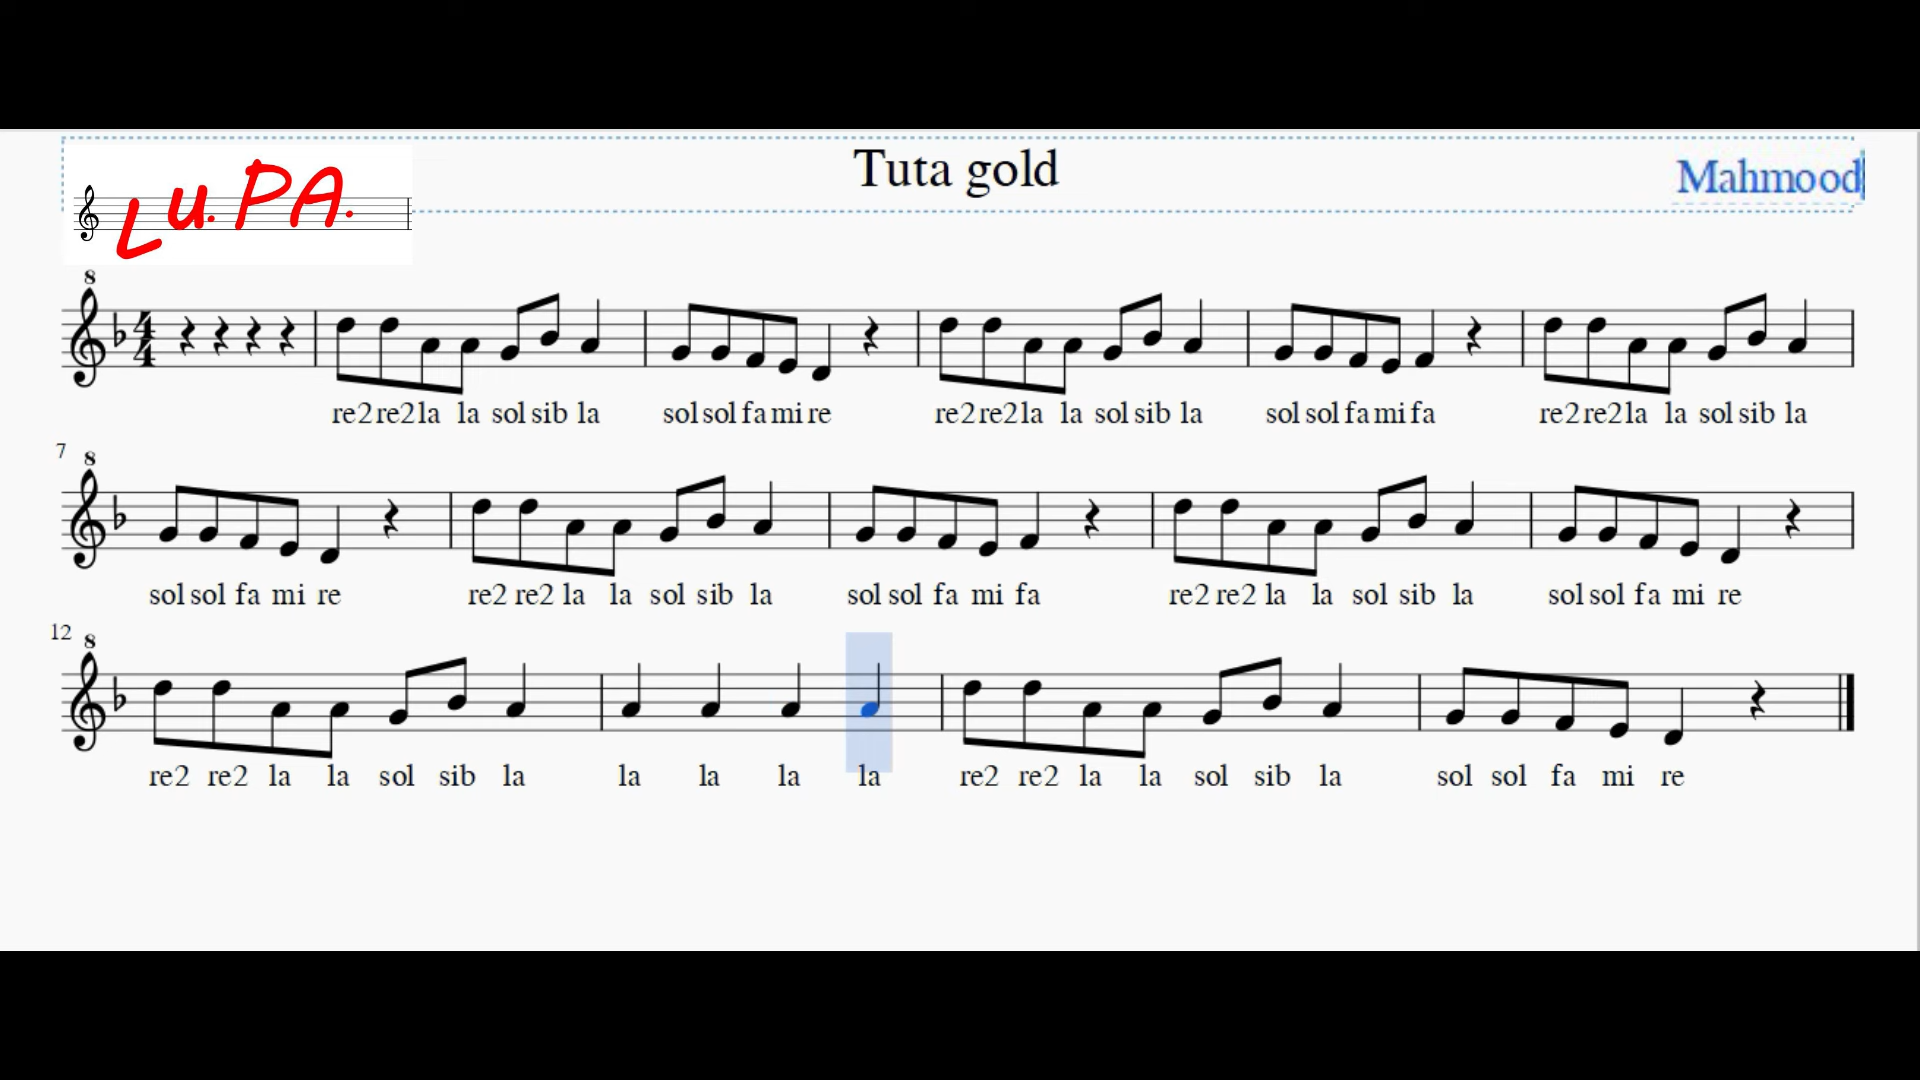 Tuta gold
Mahmood
Lu. PA.
8
4
4
re2 re2 la la sol sib la sol sol fa mi re re2 re2 la la sol sib la sol sol fa mi fa re2 re2 la la sol sib la
7
8
sol sol fa mi re re2 re2 la la sol sib la sol sol fa mi fa re2 re2 la la sol sib la sol sol fa mi re
12
8
re2 re2 la la sol sib la la la la la re2 re2 la la sol sib la sol sol fa mi re